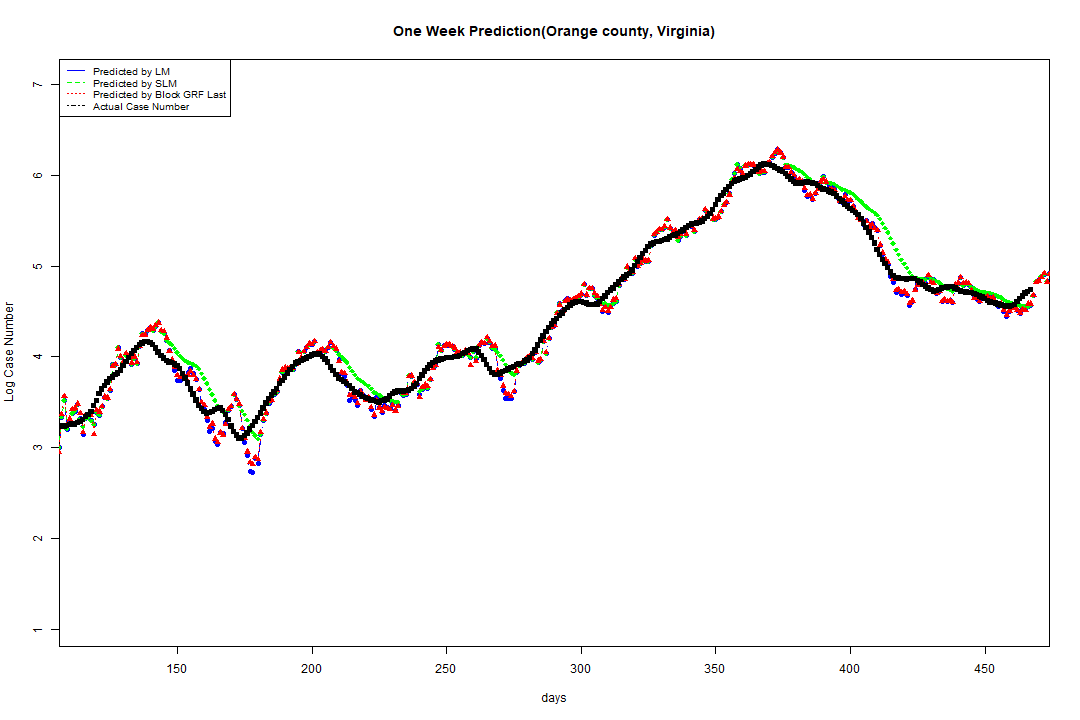 One Week Prediction(Orange county, Virginia)
Predicted by LM
Predicted by SLM
Predicted by Block GRF Last
Actual Case Number
Log Case Number
7
6
5
4
3
2
1
150 200 250 300 350 400 450
days